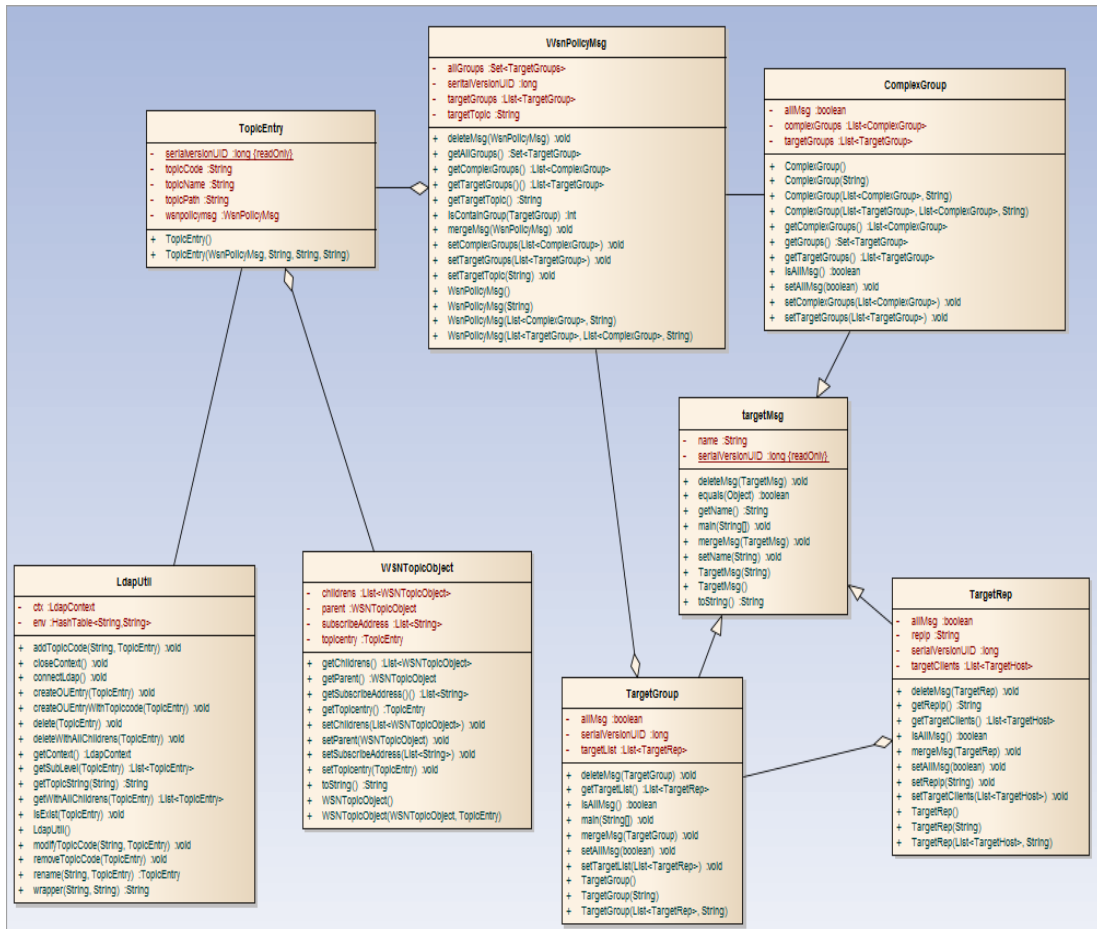 WsnPolicyMsg
- allGroups :Set<TargetGroups>
- seritalVersionUID :long
- targetGroups :List<TargetGroup>
- targetTopic :String
+ deleteMsg(WsnPolicyMsg) :void
+ getAllGroups() :Set<TargetGroup>
+ getComplexGroups() :List<ComplexGroup>
+ getTargetGroups()() :List<TargetGroup>
+ getTargetTopic() :String
+ isContainGroup(TargetGroup) :int
+ mergeMsg(WsnPolicyMsg) :void
+ setComplexGroups(List<ComplexGroup>) :void
+ setTargetGroups(List<TargetGroup>) :void
+ setTargetTopic(String) :void
+ WsnPolicyMsg()
+ WsnPolicyMsg(String)
+ WsnPolicyMsg(List<ComplexGroup>, String)
+ WsnPolicyMsg(List<TargetGroup>, List<ComplexGroup>, String)
ComplexGroup
- allMsg :boolean
- complexGroups :List<ComplexGroup>
- targetGroups :List<TargetGroup>
+ ComplexGroup()
+ ComplexGroup(String)
+ ComplexGroup(List<ComplexGroup>, String)
+ ComplexGroup(List<TargetGroup>, List<ComplexGroup>, String)
+ getComplexGroups() :List<ComplexGroup>
+ getGroups() :Set<TargetGroup>
+ getTargetGroups() :List<TargetGroup>
+ isAllMsg() :boolean
+ setAllMsg(boolean) :void
+ setComplexGroups(List<ComplexGroup>) :void
+ setTargetGroups(List<TargetGroup>) :void
TopicEntry
- serialversionUID :long {readOnly}
- topicCode :String
- topicName :String
- topicPath :String
- wsnpolicymsg :WsnPolicyMsg
+ TopicEntry()
+ TopicEntry(WsnPolicyMsg, String, String, String)
targetMsg
- name :String
- serialVersionUID :long {readOnly}
+ deleteMsg(TargetMsg) :void
+ equals(Object) :boolean
+ getName() :String
+ main(String[]) :void
+ mergeMsg(TargetMsg) :void
+ setName(String) :void
+ TargetMsg(String)
+ TargetMsg()
+ toString() :String
LdapUtil
- ctx :LdapContext
- env :HashTable<String,String>
+ addTopicCode(String, TopicEntry) :void
+ closeContext() :void
+ connectLdap() :void
+ createOUEntry(TopicEntry) :void
+ createOUEntryWithTopiccode(TopicEntry) :void
+ delete(TopicEntry) :void
+ deleteWithAllChildrens(TopicEntry) :void
+ getContext() :LdapContext
+ getSubLevel(TopicEntry) :List<TopicEntry>
+ getTopicString(String) :String
+ getWithAllChildrens(TopicEntry) :List<TopicEntry>
+ isExist(TopicEntry) :void
+ LdapUtil()
+ modifyTopicCode(String, TopicEntry) :void
+ removeTopicCode(TopicEntry) :void
+ rename(String, TopicEntry) :TopicEntry
+ wrapper(String, String) :String
WSNTopicObject
- childrens :List<WSNTopicObject>
- parent :WSNTopicObject
- subscribeAddress :List<String>
- topicentry :TopicEntry
+ getChildrens() :List<WSNTopicObject>
+ getParent() :WSNTopicObject
+ getSubscribeAddress()() :List<String>
+ getTopicentry() :TopicEntry
+ setChildrens(List<WSNTopicObject>) :void
+ setParent(WSNTopicObject) :void
+ setSubscribeAddress(List<String>) :void
+ setTopicentry(TopicEntry) :void
+ toString() :String
+ WSNTopicObject()
+ WSNTopicObject(WSNTopicObject, TopicEntry)
TargetGroup
- allMsg :boolean
- serialVersionUID :long
- targetList :List<TargetRep>
+ deleteMsg(TargetGroup) :void
+ getTargetList() :List<TargetRep>
+ isAllMsg() :boolean
+ main(String[]) :void
+ mergeMsg(TargetGroup) :void
+ setAllMsg(boolean) :void
+ setTargetList(List<TargetRep>) :void
+ TargetGroup()
+ TargetGroup(String)
+ TargetGroup(List<TargetRep>, String)
TargetRep
- allMsg :boolean
- repIp :String
- serialVersionUID :long
- targetClients :List<TargetHost>
+ deleteMsg(TargetRep) :void
+ getRepIp() :String
+ getTargetClients() :List<TargetHost>
+ isAllMsg() :boolean
+ mergeMsg(TargetRep) :void
+ setAllMsg(boolean) :void
+ setRepIp(String) :void
+ setTargetClients(List<TargetHost>) :void
+ TargetRep()
+ TargetRep(String)
+ TargetRep(List<TargetHost>, String)